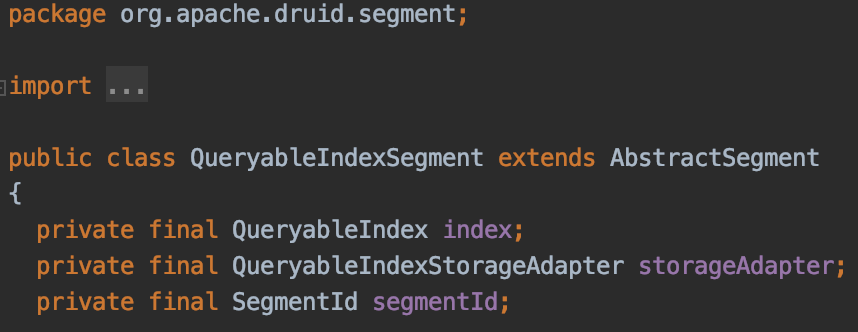 package org.apache.druid.segment;
import ...
public class QueryableIndexSegment extends AbstractSegment
{
private final QueryableIndex index;
private final QueryableIndexStorageAdapter storageAdapter;
private final SegmentId segmentId;